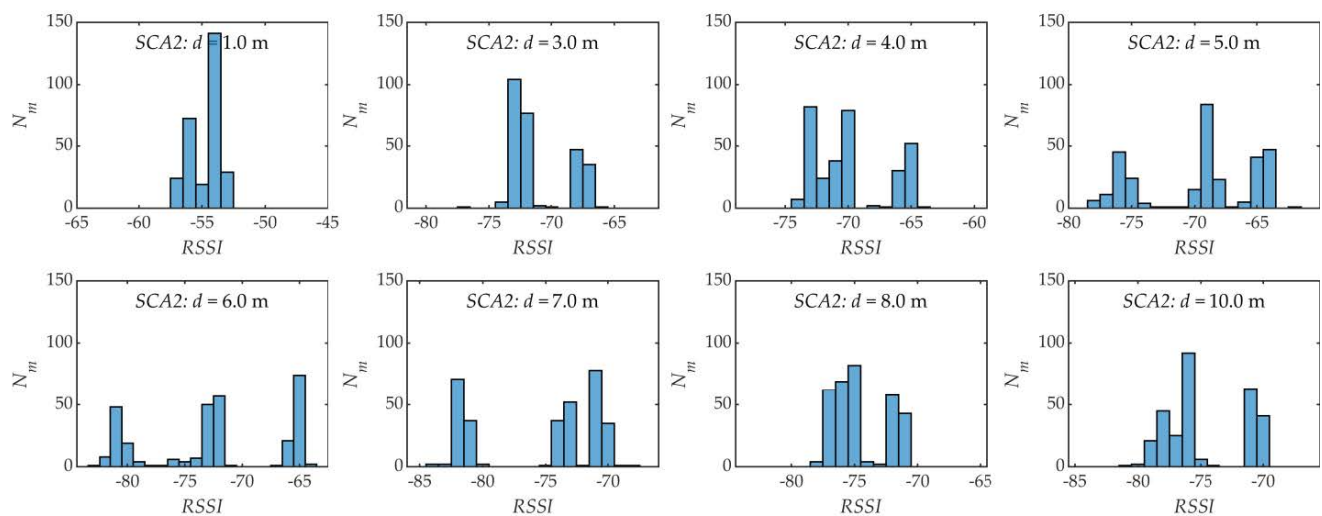 SCA2: d = 1.0 m
150
100
50
0
N_m
-65 -60 -55 -50 -45
RSSI
SCA2: d = 3.0 m
150
100
50
0
N_m
-80 -75 -70 -65
RSSI
SCA2: d = 4.0 m
150
100
50
0
N_m
-75 -70 -65 -60
RSSI
SCA2: d = 5.0 m
150
100
50
0
N_m
-80 -75 -70 -65
RSSI
SCA2: d = 6.0 m
150
100
50
0
N_m
-80 -75 -70 -65
RSSI
SCA2: d = 7.0 m
150
100
50
0
N_m
-85 -80 -75 -70
RSSI
SCA2: d = 8.0 m
150
100
50
0
N_m
-80 -75 -70 -65
RSSI
SCA2: d = 10.0 m
150
100
50
0
N_m
-85 -80 -75 -70
RSSI